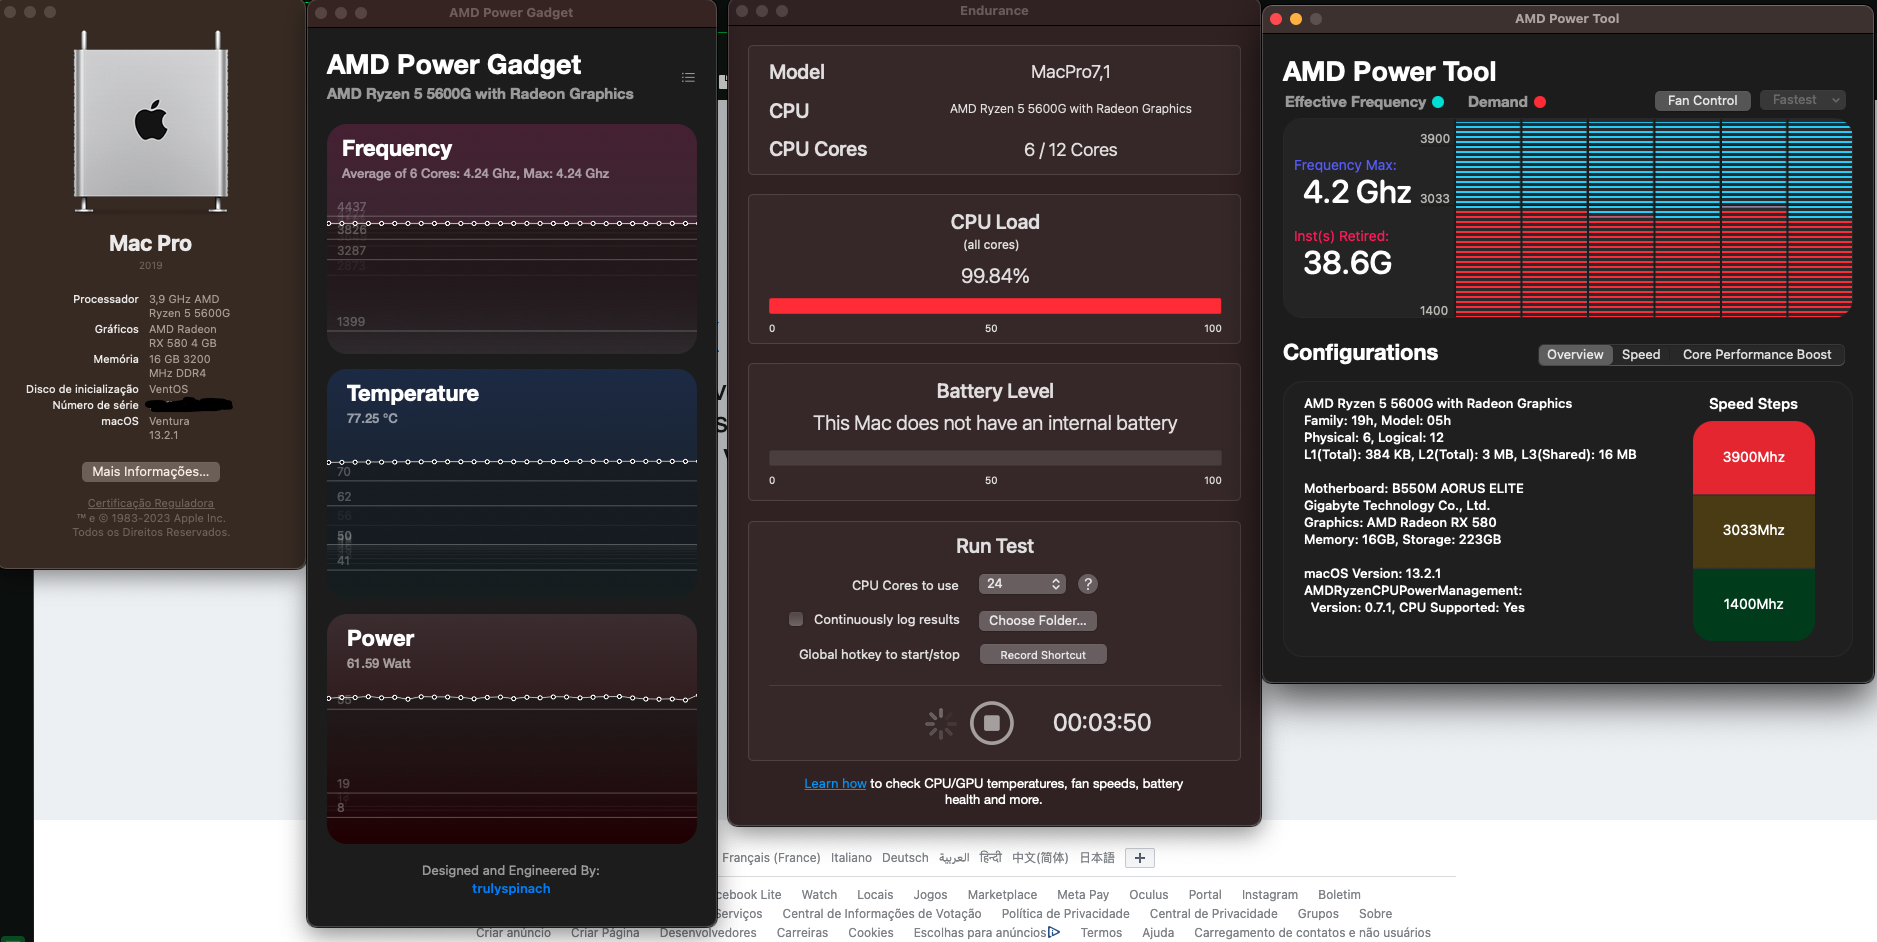 Mac Pro
2019
Processador 3,9 GHz AMD
Ryzen 5 5600G
Gráficos AMD Radeon
RX 580 4 GB
Memória 16 GB 3200
MHz DDR4
Disco de inicialização VentOS
Número de série
macOS Ventura
13.2.1
Mais Informações...
Certificação Reguladora
™ e © 1983-2023 Apple Inc.
Todos os Direitos Reservados.
AMD Power Gadget
AMD Power Gadget
AMD Ryzen 5 5600G with Radeon Graphics
Frequency
Average of 6 Cores: 4.24 Ghz, Max: 4.24 Ghz
4437
3826
3287
2873
1399
Temperature
77.25 °C
70
62
56
50
41
Power
61.59 Watt
55
19
8
Designed and Engineered By:
trulyspinach
Endurance
Model MacPro7,1
CPU AMD Ryzen 5 5600G with Radeon Graphics
CPU Cores 6 / 12 Cores
CPU Load
(all cores)
99.84%
0 50 100
Battery Level
This Mac does not have an internal battery
0 50 100
Run Test
CPU Cores to use 24 ?
Continuously log results Choose Folder...
Global hotkey to start/stop Record Shortcut
00:03:50
Learn how to check CPU/GPU temperatures, fan speeds, battery
health and more.
AMD Power Tool
AMD Power Tool
Effective Frequency Demand Fan Control Fastest
3900
Frequency Max:
4.2 Ghz
3033
Inst(s) Retired:
38.6G
1400
Configurations Overview Speed Core Performance Boost
AMD Ryzen 5 5600G with Radeon Graphics
Family: 19h, Model: 05h
Physical: 6, Logical: 12
L1(Total): 384 KB, L2(Total): 3 MB, L3(Shared): 16 MB
Motherboard: B550M AORUS ELITE
Gigabyte Technology Co., Ltd.
Graphics: AMD Radeon RX 580
Memory: 16GB, Storage: 223GB
macOS Version: 13.2.1
AMDRyzenCPUPowerManagement:
Version: 0.7.1, CPU Supported: Yes
Speed Steps
3900Mhz
3033Mhz
1400Mhz
Français (France) Italiano Deutsch العربية हिन्दी 中文(简体) 日本語 +
cebook Lite Watch Locais Jogos Marketplace Meta Pay Oculus Portal Instagram Boletim
Serviços Central de Informações de Votação Política de Privacidade Central de Privacidade Grupos Sobre
Criar anúncio Criar Página Desenvolvedores Carreiras Cookies Escolhas para anúncios Termos Ajuda Carregamento de contatos e não usuários